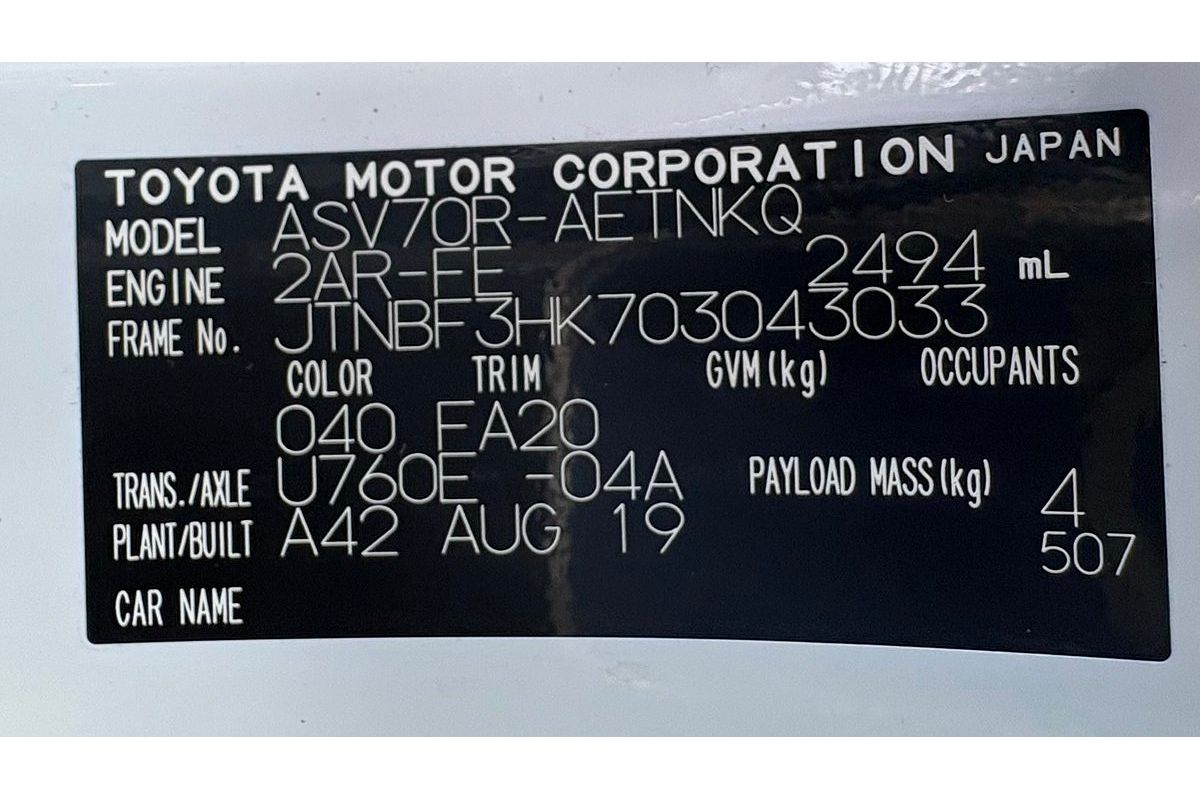 TOYOTA MOTOR CORPORATION JAPAN
MODEL ASV70R-AETNKQ
ENGINE 2AR-FE 2494 mL
FRAME No. JTNBF3HK703043033
COLOR TRIM GVM(kg) OCCUPANTS
040 EA20
TRANS./AXLE U760E -04A PAYLOAD MASS(kg) 4
PLANT/BUILT A42 AUG 19 507
CAR NAME